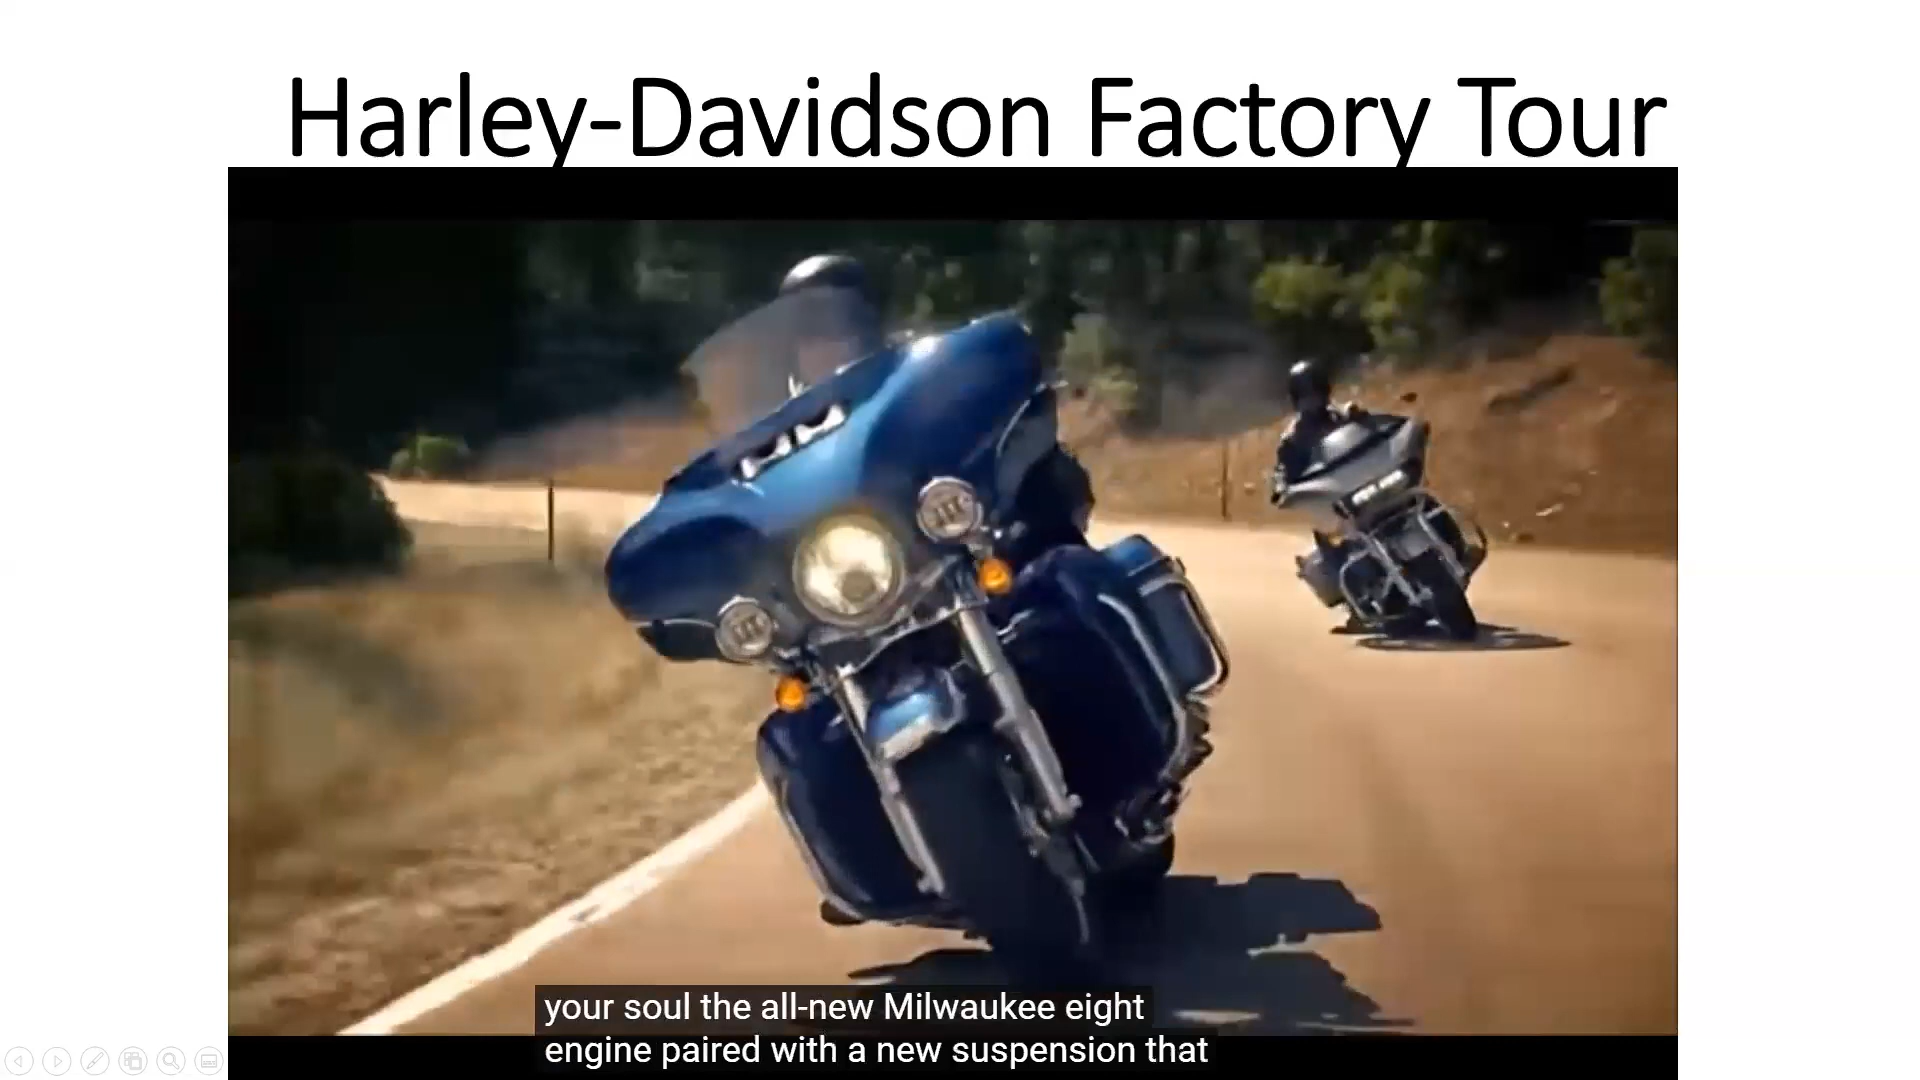 Harley-Davidson Factory Tour
your soul the all-new Milwaukee eight
engine paired with a new suspension that